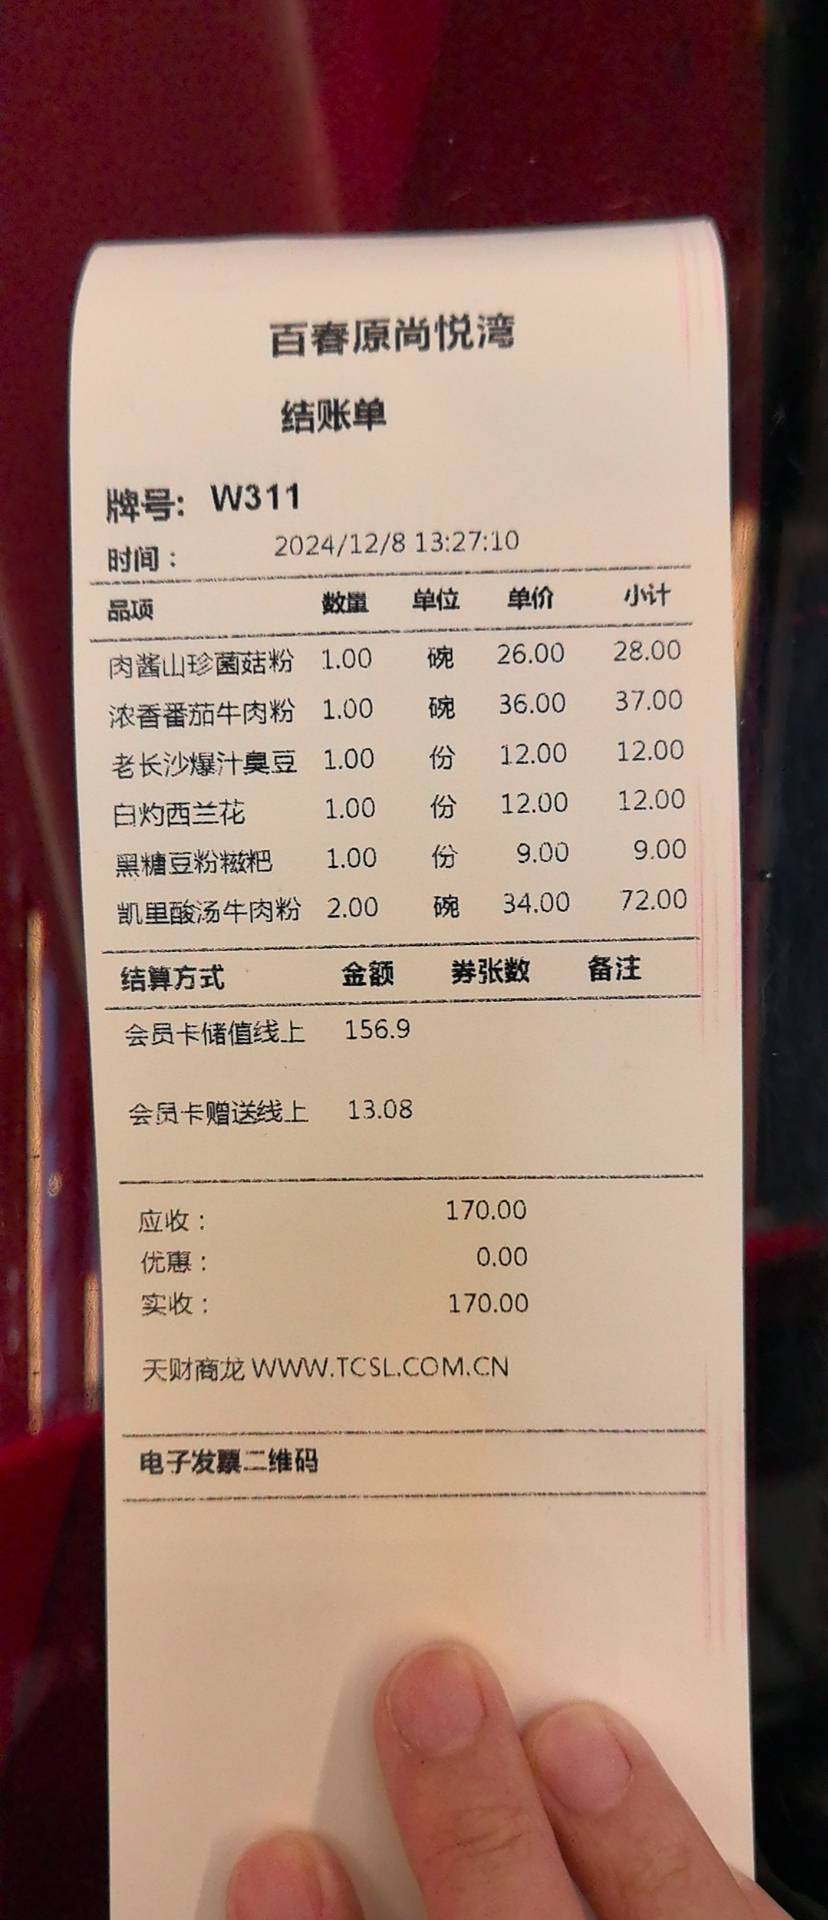 百春原尚悦湾
结账单
牌号: W311
时间： 2024/12/8 13:27:10
品项 数量 单位 单价 小计
肉酱山珍菌菇粉 1.00 碗 26.00 28.00
浓香番茄牛肉粉 1.00 碗 36.00 37.00
老长沙爆汁臭豆 1.00 份 12.00 12.00
白灼西兰花 1.00 份 12.00 12.00
黑糖豆粉糍粑 1.00 份 9.00 9.00
凯里酸汤牛肉粉 2.00 碗 34.00 72.00
结算方式 金额 券张数 备注
会员卡储值线上 156.9
会员卡赠送线上 13.08
应收： 170.00
优惠： 0.00
实收： 170.00
天财商龙 WWW.TCSL.COM.CN
电子发票二维码